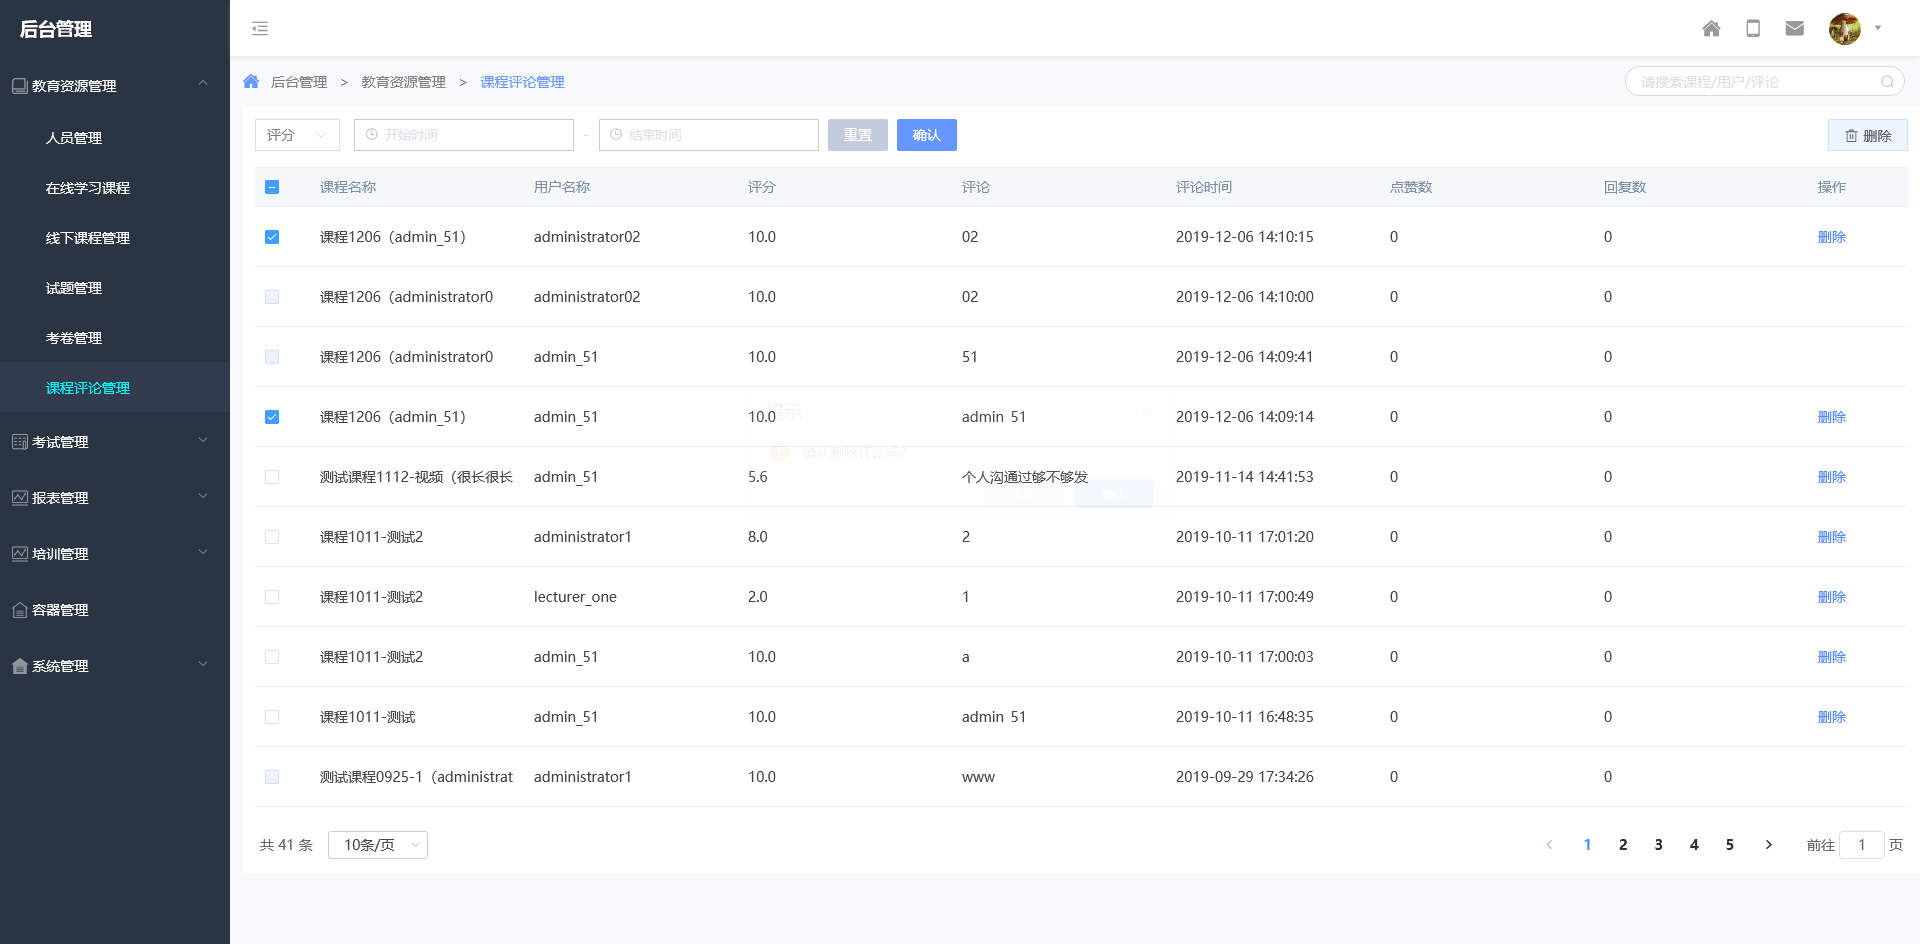 后台管理
教育资源管理
人员管理
在线学习课程
线下课程管理
试题管理
考卷管理
课程评论管理
考试管理
报表管理
培训管理
容器管理
系统管理
后台管理 > 教育资源管理 > 课程评论管理
请搜索课程/用户/评论
评分 开始时间 - 结束时间 重置 确认 删除
课程名称 用户名称 评分 评论 评论时间 点赞数 回复数 操作
课程1206（admin_51） administrator02 10.0 02 2019-12-06 14:10:15 0 0 删除
课程1206（administrator0 administrator02 10.0 02 2019-12-06 14:10:00 0 0
课程1206（administrator0 admin_51 10.0 51 2019-12-06 14:09:41 0 0
课程1206（admin_51） admin_51 10.0 admin 51 2019-12-06 14:09:14 0 0 删除
提示
确认删除评论吗?
确认
测试课程1112-视频（很长很长 admin_51 5.6 个人沟通过够不够发 2019-11-14 14:41:53 0 0 删除
课程1011-测试2 administrator1 8.0 2 2019-10-11 17:01:20 0 0 删除
课程1011-测试2 lecturer_one 2.0 1 2019-10-11 17:00:49 0 0 删除
课程1011-测试2 admin_51 10.0 a 2019-10-11 17:00:03 0 0 删除
课程1011-测试 admin_51 10.0 admin 51 2019-10-11 16:48:35 0 0 删除
测试课程0925-1（administrat administrator1 10.0 www 2019-09-29 17:34:26 0 0
共 41 条 10条/页 < 1 2 3 4 5 > 前往 1 页